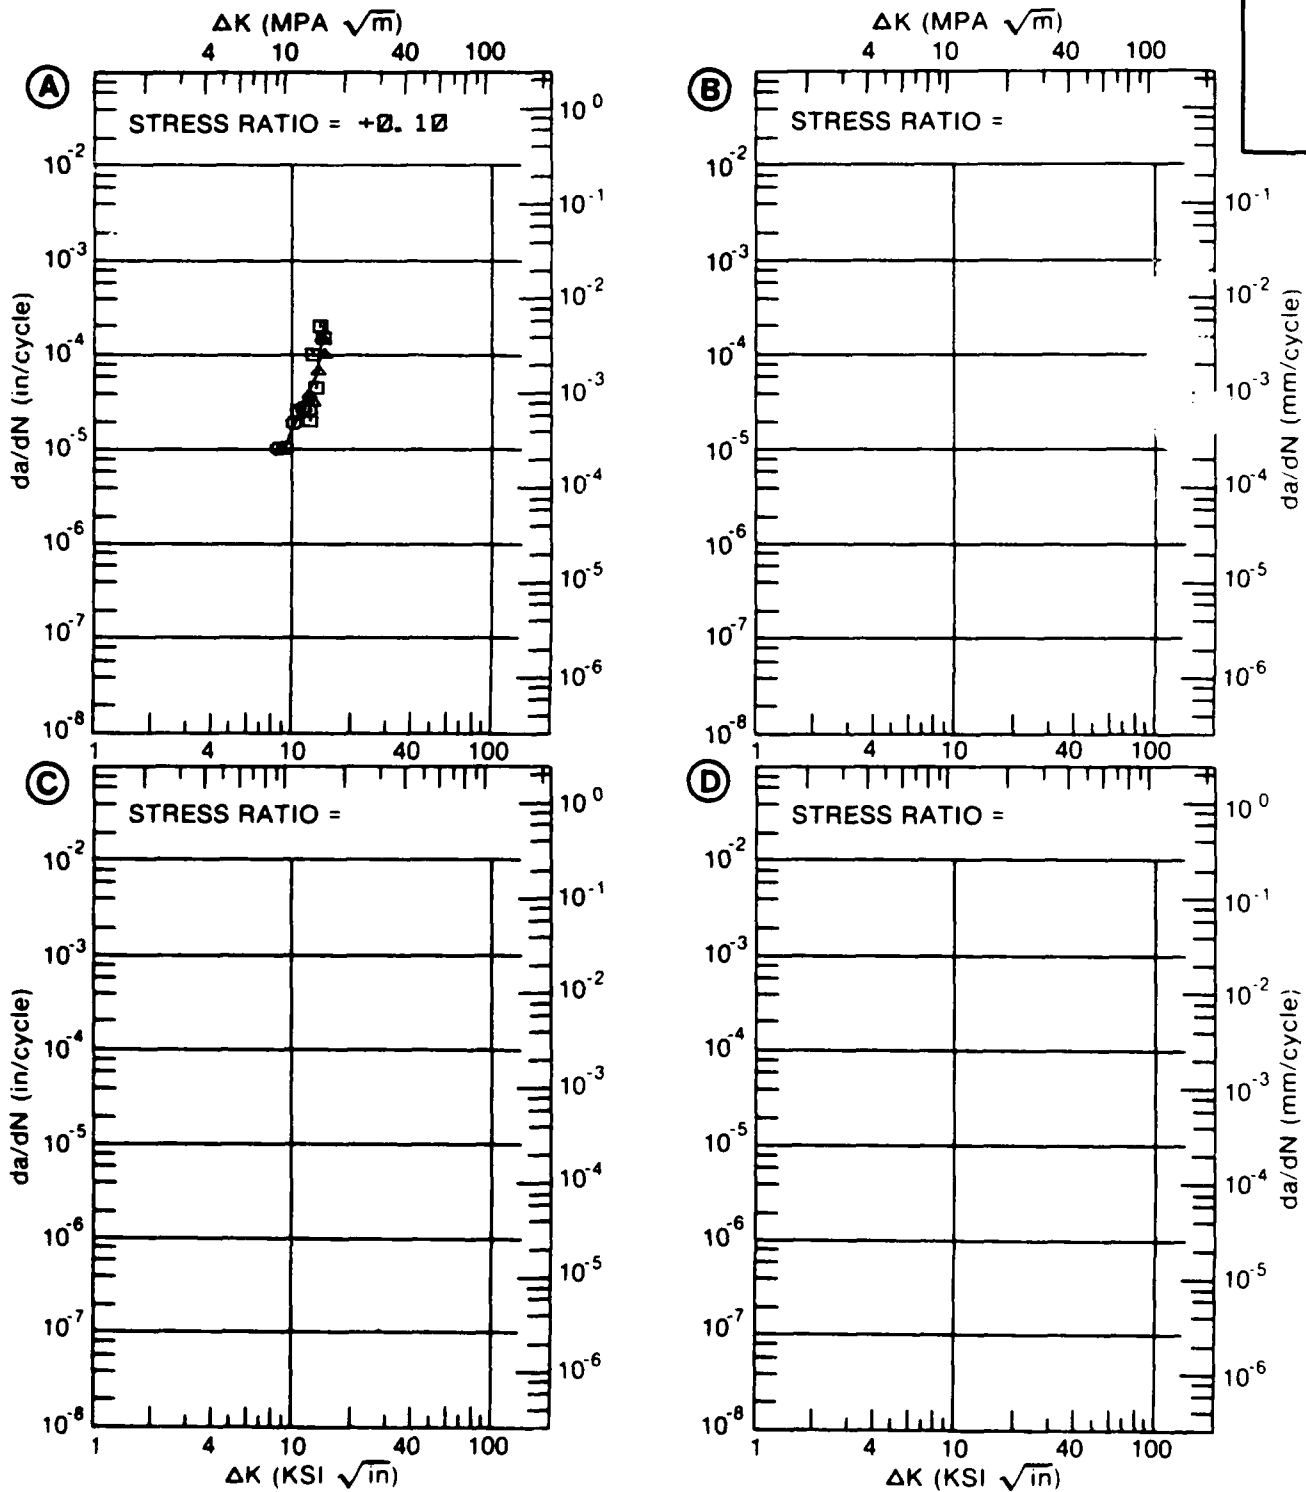 ΔK (MPA √m) ΔK (MPA √m)
4 10 40 100 4 10 40 100
A B
STRESS RATIO = +0.10 STRESS RATIO =
10^0
10^-2 10^-2
10^-1 10^-1
10^-3 10^-3
10^-2 10^-2
10^-4 10^-4
10^-3 10^-3
10^-5 10^-5
10^-4 10^-4
10^-6 10^-6
10^-5 10^-5
10^-7 10^-7
10^-6 10^-6
10^-8 10^-8
da/dN (in/cycle) da/dN (mm/cycle)
1 4 10 40 100 1 4 10 40 100
C D
STRESS RATIO = STRESS RATIO =
10^0 10^0
10^-2 10^-2
10^-1 10^-1
10^-3 10^-3
10^-2 10^-2
10^-4 10^-4
10^-3 10^-3
10^-5 10^-5
10^-4 10^-4
10^-6 10^-6
10^-5 10^-5
10^-7 10^-7
10^-6 10^-6
10^-8 10^-8
da/dN (in/cycle) da/dN (mm/cycle)
1 4 10 40 100 1 4 10 40 100
ΔK (KSI √in) ΔK (KSI √in)